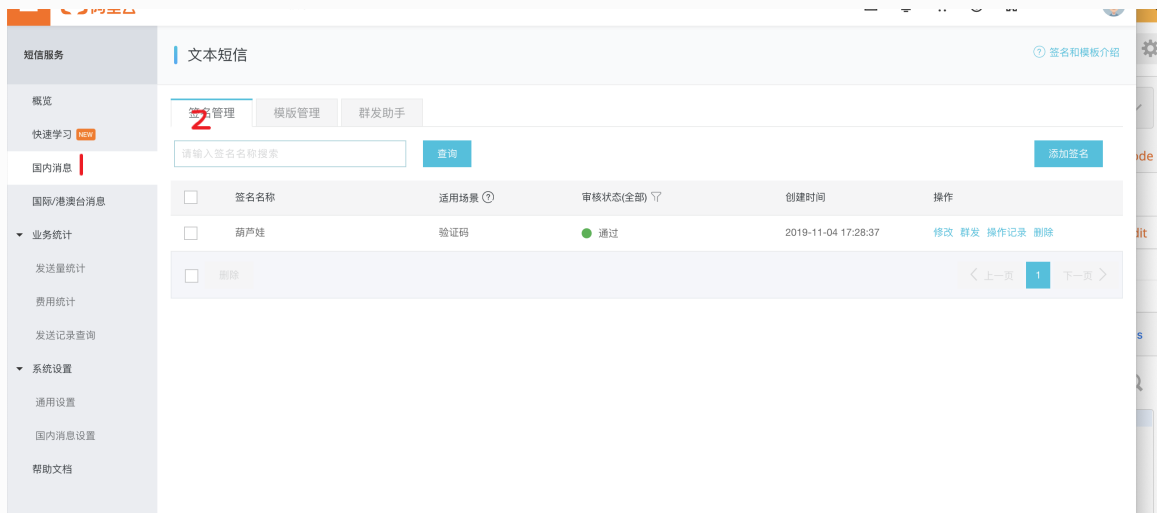 短信服务
文本短信
签名和模板介绍
概览
快速学习 NEW
国内消息
国际/港澳台消息
业务统计
发送量统计
费用统计
发送记录查询
系统设置
通用设置
国内消息设置
帮助文档
签名管理 模版管理 群发助手
2
请输入签名名称搜索 查询 添加签名
签名名称 适用场景 审核状态(全部) 创建时间 操作
葫芦娃 验证码 通过 2019-11-04 17:28:37 修改 群发 操作记录 删除
删除 上一页 1 下一页